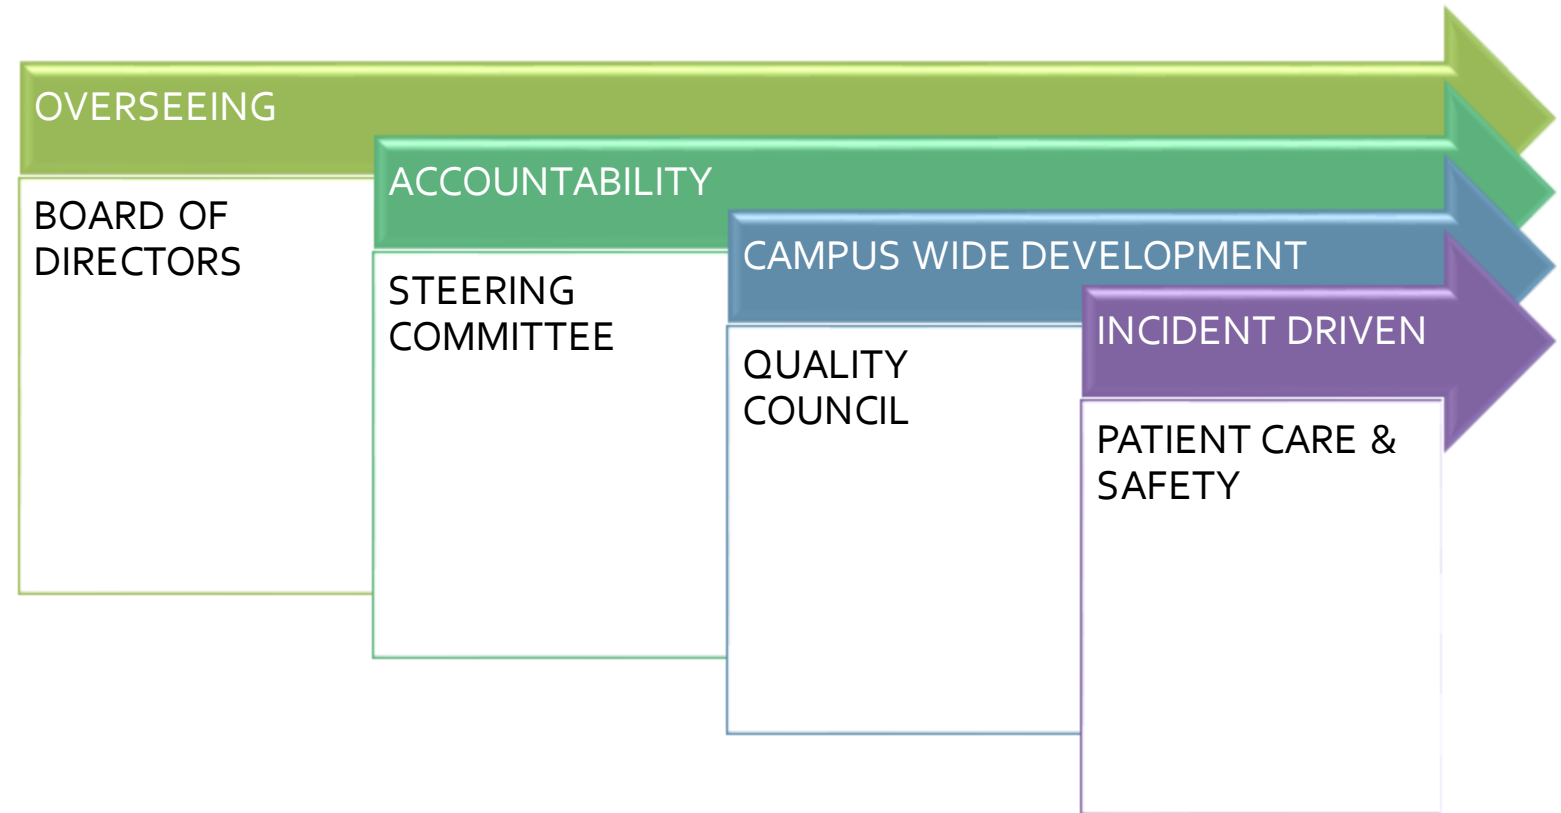 OVERSEEING
BOARD OF
DIRECTORS
ACCOUNTABILITY
STEERING
COMMITTEE
CAMPUS WIDE DEVELOPMENT
QUALITY
COUNCIL
INCIDENT DRIVEN
PATIENT CARE &
SAFETY